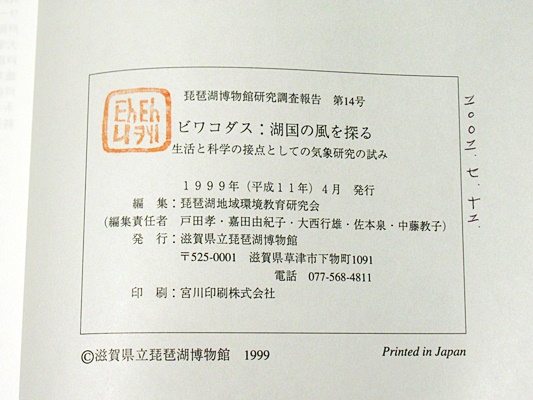 琵琶湖博物館研究調査報告 第14号
ビワコダス：湖国の風を探る
生活と科学の接点としての気象研究の試み
1999年（平成11年）4月 発行
編 集：琵琶湖地域環境教育研究会
(編集責任者 戸田孝・嘉田由紀子・大西行雄・佐本泉・中藤教子)
発 行：滋賀県立琵琶湖博物館
〒525-0001 滋賀県草津市下物町1091
電話 077-568-4811
印 刷：宮川印刷株式会社
©滋賀県立琵琶湖博物館 1999
Printed in Japan